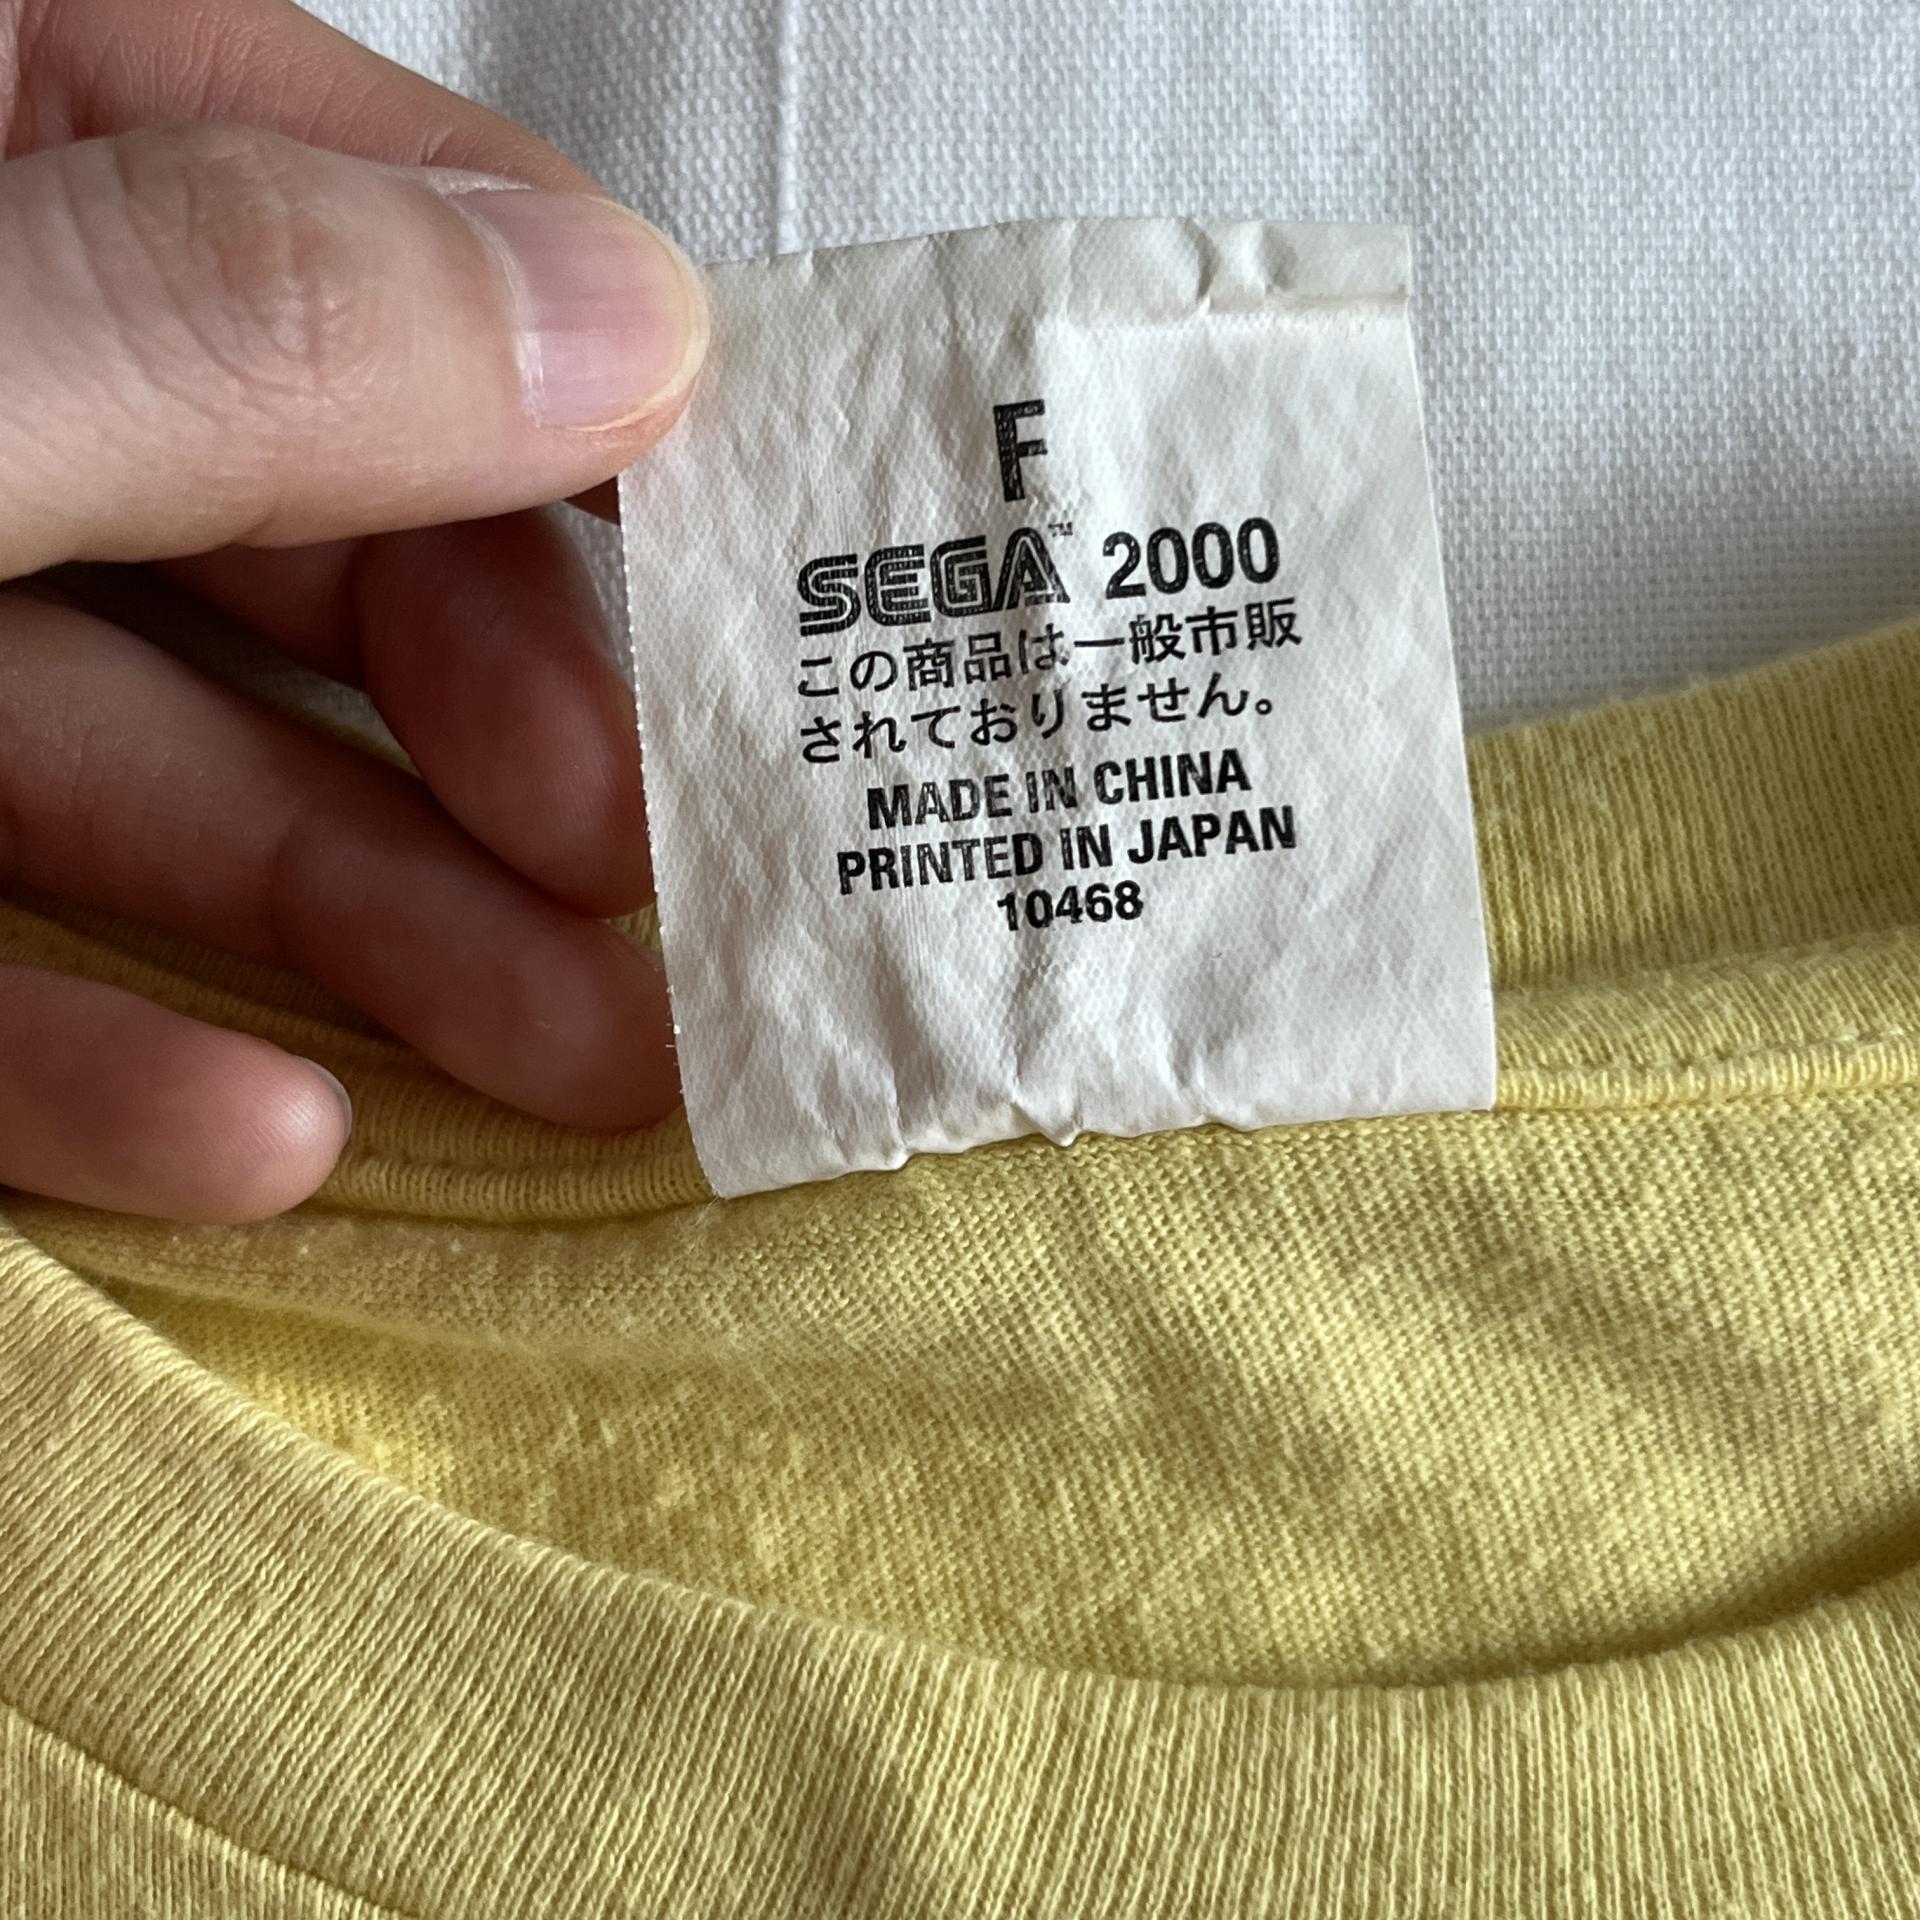 F
SEGA™ 2000
この商品は一般市販
されておりません。
MADE IN CHINA
PRINTED IN JAPAN
10468